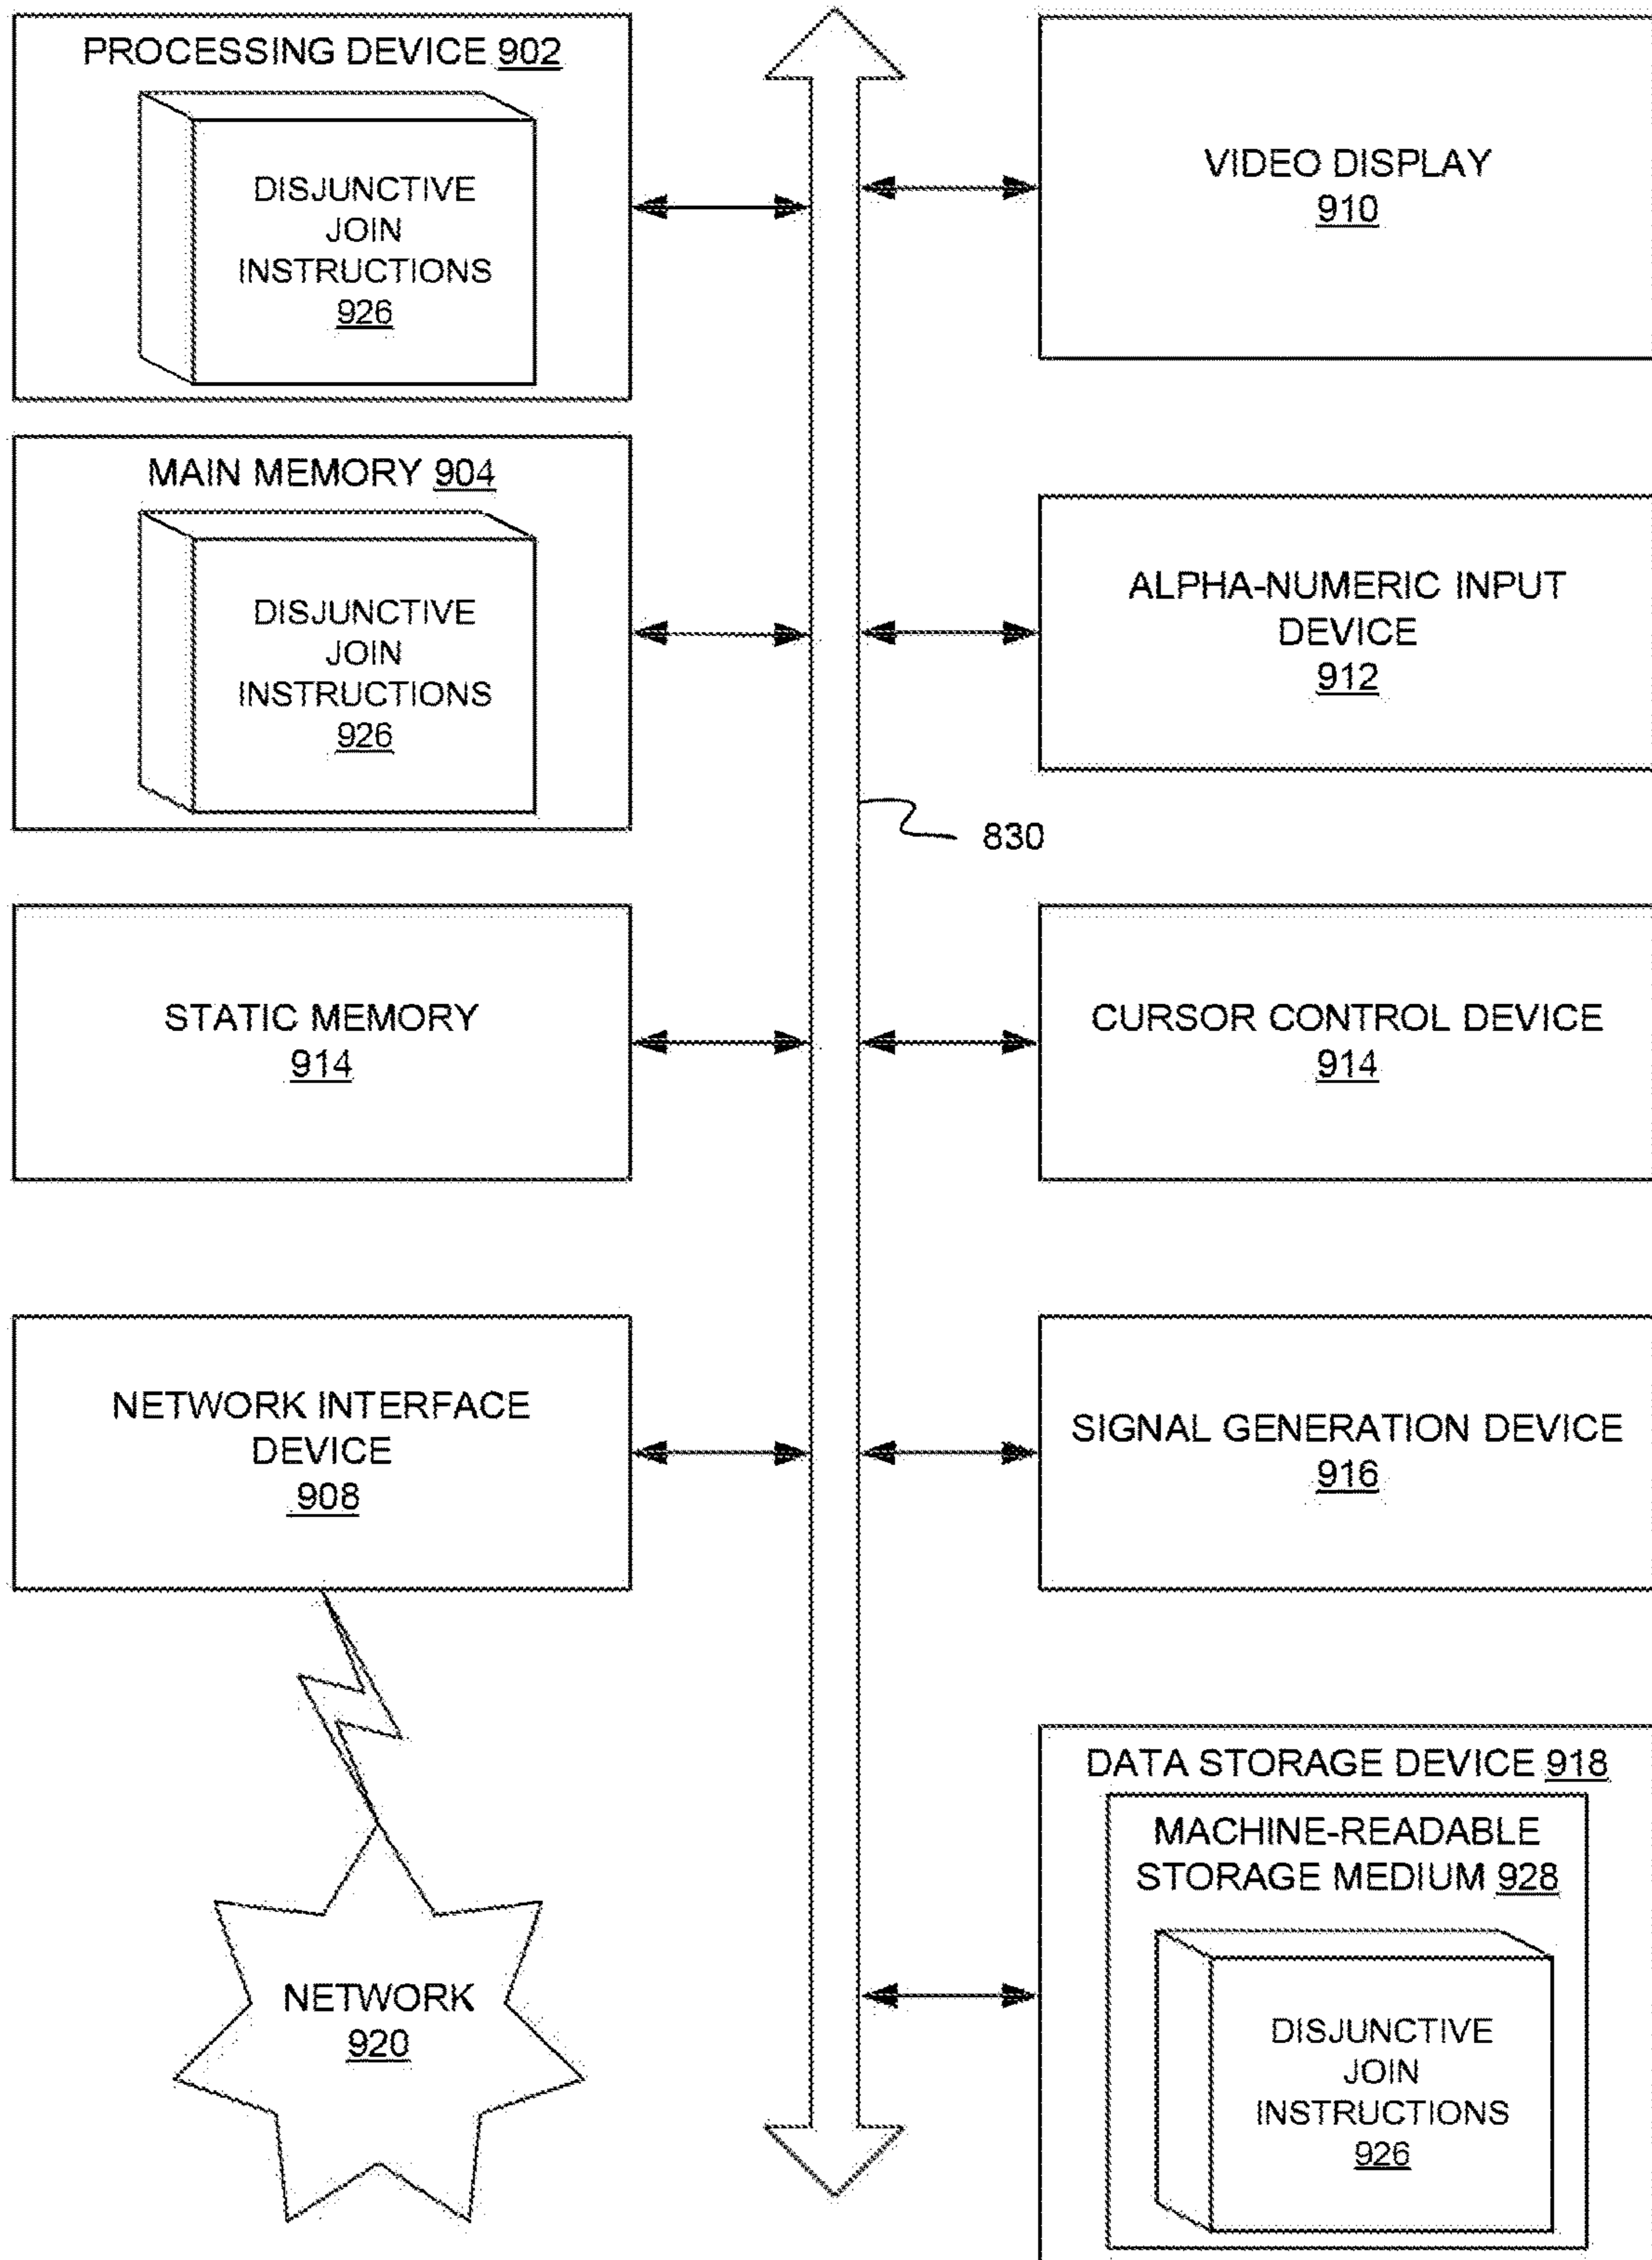 PROCESSING DEVICE 902
DISJUNCTIVE
JOIN
INSTRUCTIONS
926
MAIN MEMORY 904
DISJUNCTIVE
JOIN
INSTRUCTIONS
926
STATIC MEMORY
914
NETWORK INTERFACE
DEVICE
908
NETWORK
920
830
VIDEO DISPLAY
910
ALPHA-NUMERIC INPUT
DEVICE
912
CURSOR CONTROL DEVICE
914
SIGNAL GENERATION DEVICE
916
DATA STORAGE DEVICE 918
MACHINE-READABLE
STORAGE MEDIUM 928
DISJUNCTIVE
JOIN
INSTRUCTIONS
926